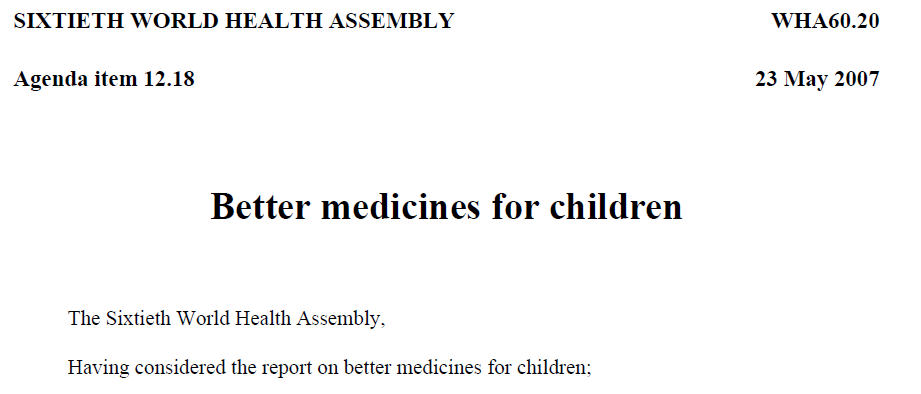 SIXTIETH WORLD HEALTH ASSEMBLY WHA60.20
Agenda item 12.18 23 May 2007
Better medicines for children
The Sixtieth World Health Assembly,
Having considered the report on better medicines for children;